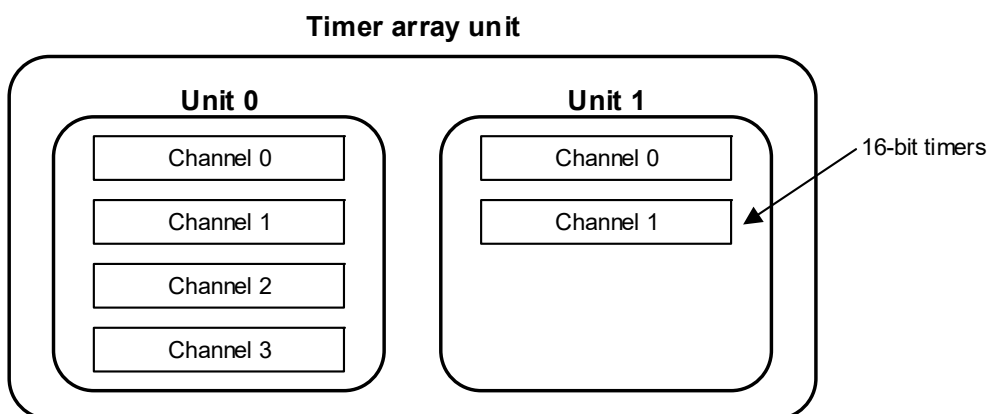 Timer array unit
Unit 0
Channel 0
Channel 1
Channel 2
Channel 3
Unit 1
Channel 0
Channel 1
16-bit timers